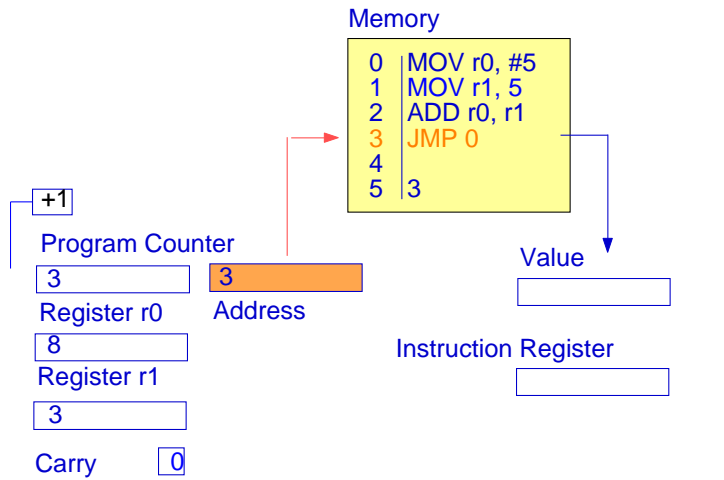 Memory
0 MOV r0, #5
1 MOV r1, 5
2 ADD r0, r1
3 JMP 0
4
5 3
+1
Program Counter
3
3
Address
Value
Register r0
8
Instruction Register
Register r1
3
Carry 0